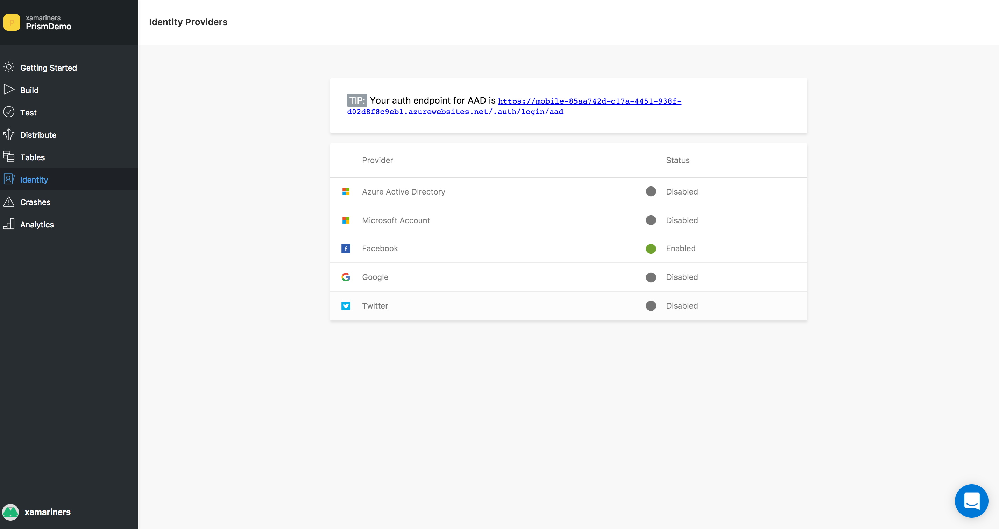 P
xamariners
PrismDemo
Getting Started
Build
Test
Distribute
Tables
Identity
Crashes
Analytics
xamariners
Identity Providers
TIP: Your auth endpoint for AAD is https://mobile-85aa742d-c17a-4451-938f-
d02d8f8c9eb1.azurewebsites.net/.auth/login/aad
Provider Status
Azure Active Directory Disabled
Microsoft Account Disabled
Facebook Enabled
Google Disabled
Twitter Disabled